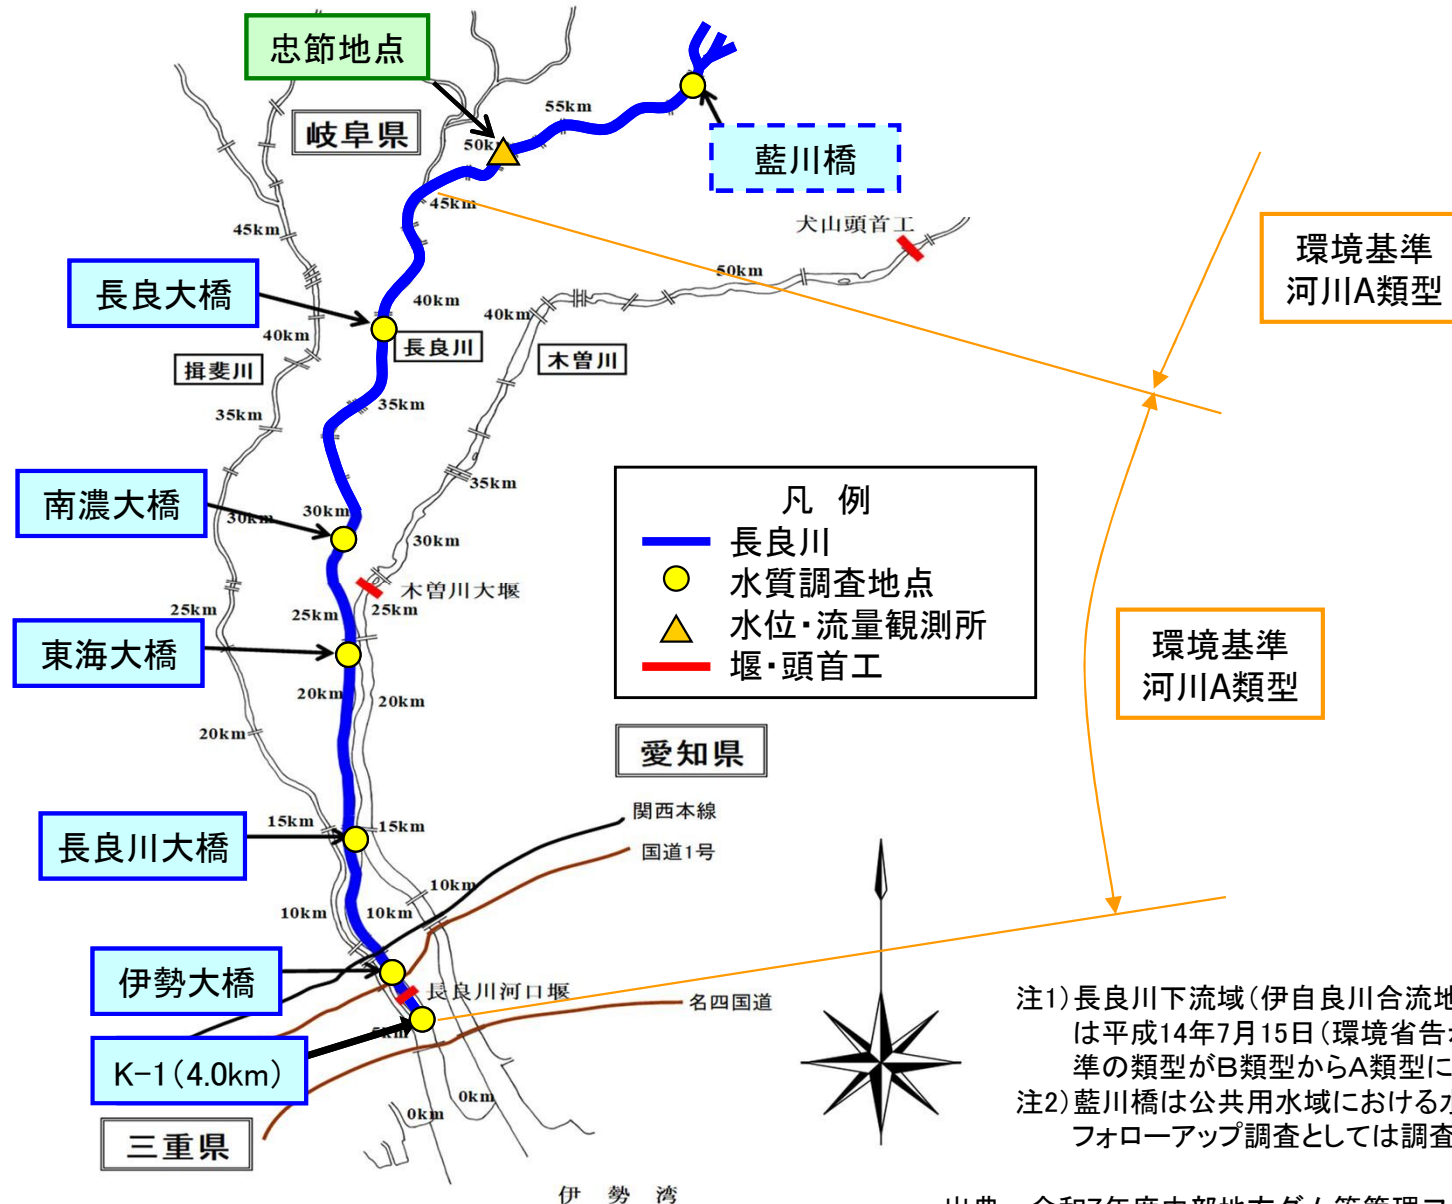 忠節地点
岐阜県
55km
50km
藍川橋
45km
犬山頭首工
環境基準
河川A類型
45km
50km
長良大橋
40km
40km
40km
長良川
木曽川
揖斐川
35km
35km
凡 例
長良川
水質調査地点
水位・流量観測所
堰・頭首工
35km
南濃大橋
30km
30km
30km
木曽川大堰
25km
25km
25km
東海大橋
環境基準
河川A類型
20km
20km
20km
愛知県
関西本線
国道1号
15km
15km
長良川大橋
10km
10km
10km
伊勢大橋
長良川河口堰
名四国道
5km
K-1(4.0km)
0km
0km
三重県
伊 勢 湾
注1)長良川下流域(伊自良川合流地
は平成14年7月15日(環境省告
準の類型がB類型からA類型に
注2)藍川橋は公共用水域における
フォローアップ調査としては調査